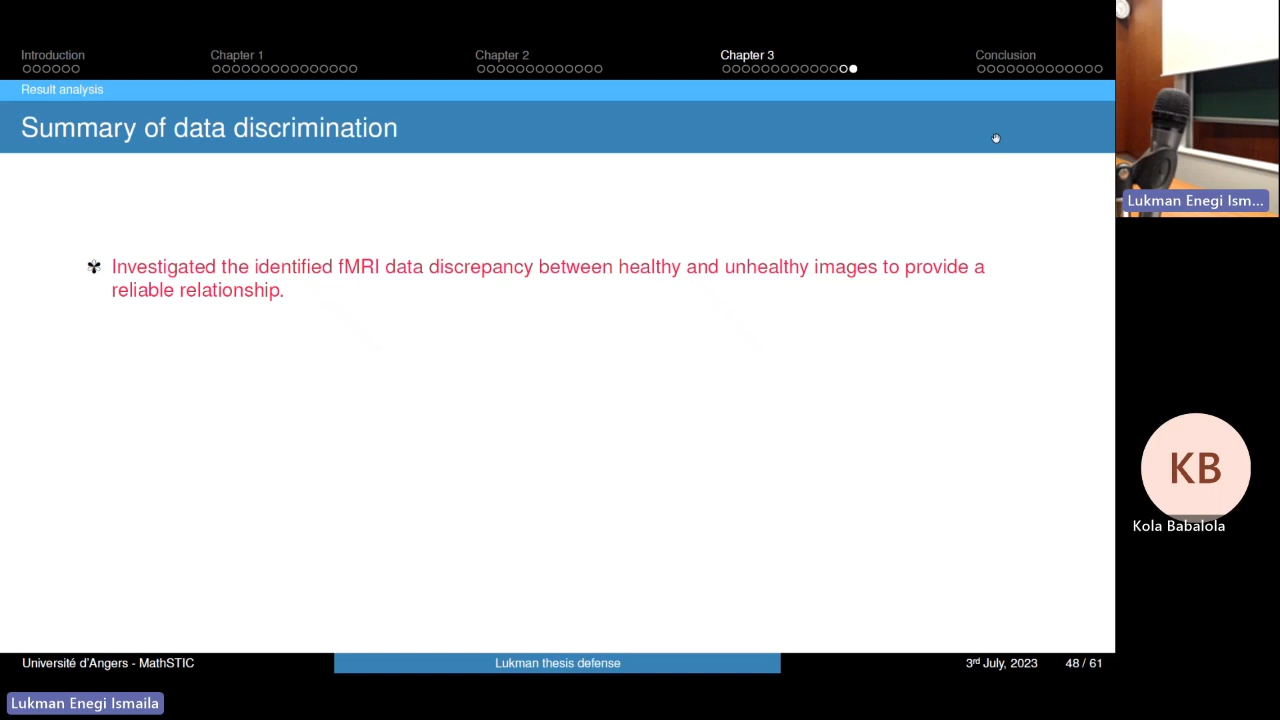 Introduction
Chapter 1
Chapter 2
Chapter 3
Conclusion
Result analysis
Summary of data discrimination
Investigated the identified fMRI data discrepancy between healthy and unhealthy images to provide a
reliable relationship.
Université d'Angers - MathSTIC
Lukman thesis defense
3rd July, 2023
48 / 61
Lukman Enegi Ism...
KB
Kola Babalola
Lukman Enegi Ismaila